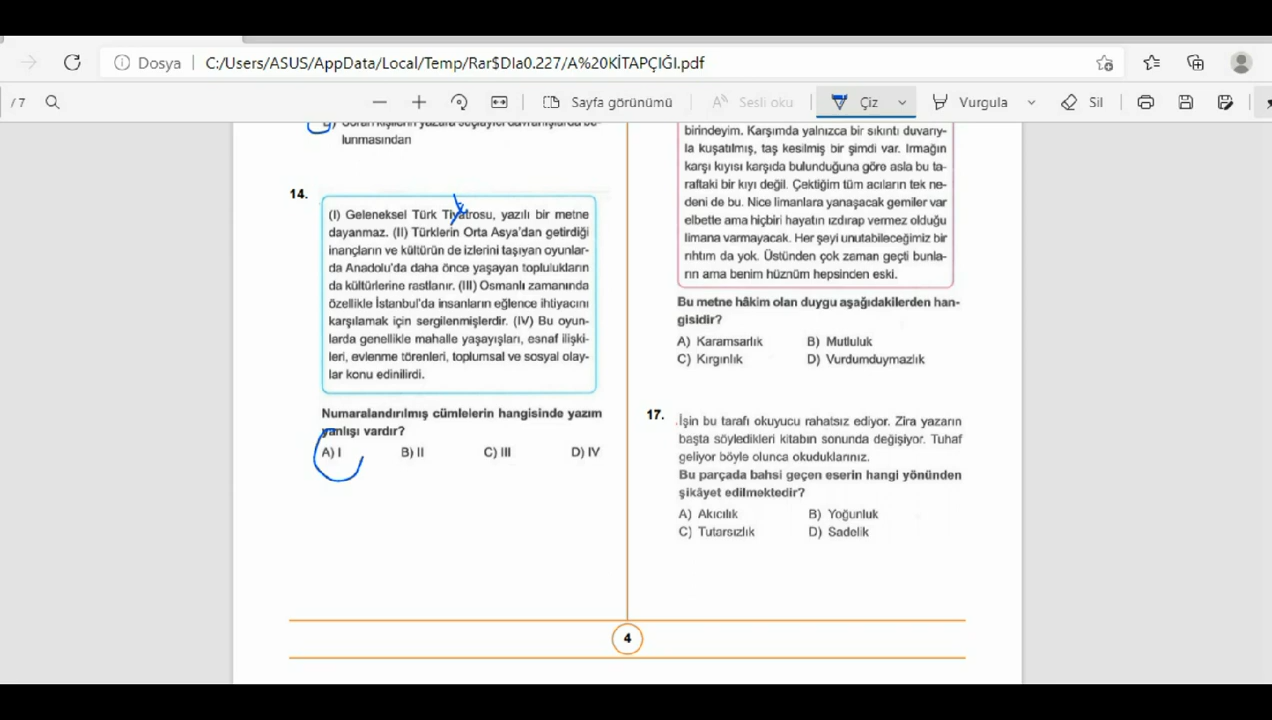 Dosya C:/Users/ASUS/AppData/Local/Temp/Rar$DIa0.227/A%20KİTAPÇIĞI.pdf
/7 Sayfa görünümü Sesli oku Çiz Vurgula Sil
lunmasından
14.
(I) Geleneksel Türk Tiyatrosu, yazılı bir metne
dayanmaz. (II) Türklerin Orta Asya'dan getirdiği
inançların ve kültürün de izlerini taşıyan oyunlar-
da Anadolu'da daha önce yaşayan toplulukların
da kültürlerine rastlanır. (III) Osmanlı zamanında
özellikle İstanbul'da insanların eğlence ihtiyacını
karşılamak için sergilenmişlerdir. (IV) Bu oyun-
larda genellikle mahalle yaşayışları, esnaf ilişki-
leri, evlenme törenleri, toplumsal ve sosyal olay-
lar konu edinilirdi.
Numaralandırılmış cümlelerin hangisinde yazım
yanlışı vardır?
A) I B) II C) III D) IV
birindeyim. Karşımda yalnızca bir sıkıntı duvarıy-
la kuşatılmış, taş kesilmiş bir şimdi var. Irmağın
karşı kıyısı karşıda bulunduğuna göre asla bu ta-
raftaki bir kıyı değil. Çektiğim tüm acıların tek ne-
deni de bu. Nice limanlara yanaşacak gemiler var
elbette ama hiçbiri hayatın ızdırap vermez olduğu
limana varmayacak. Her şeyi unutabileceğimiz bir
rıhtım da yok. Üstünden çok zaman geçti bunla-
rın ama benim hüznüm hepsinden eski.
Bu metne hâkim olan duygu aşağıdakilerden han-
gisidir?
A) Karamsarlık B) Mutluluk
C) Kırgınlık D) Vurdumduymazlık
17.
İşin bu tarafı okuyucu rahatsız ediyor. Zira yazarın
başta söyledikleri kitabın sonunda değişiyor. Tuhaf
geliyor böyle olunca okuduklarınız.
Bu parçada bahsi geçen eserin hangi yönünden
şikâyet edilmektedir?
A) Akıcılık B) Yoğunluk
C) Tutarsızlık D) Sadelik
4